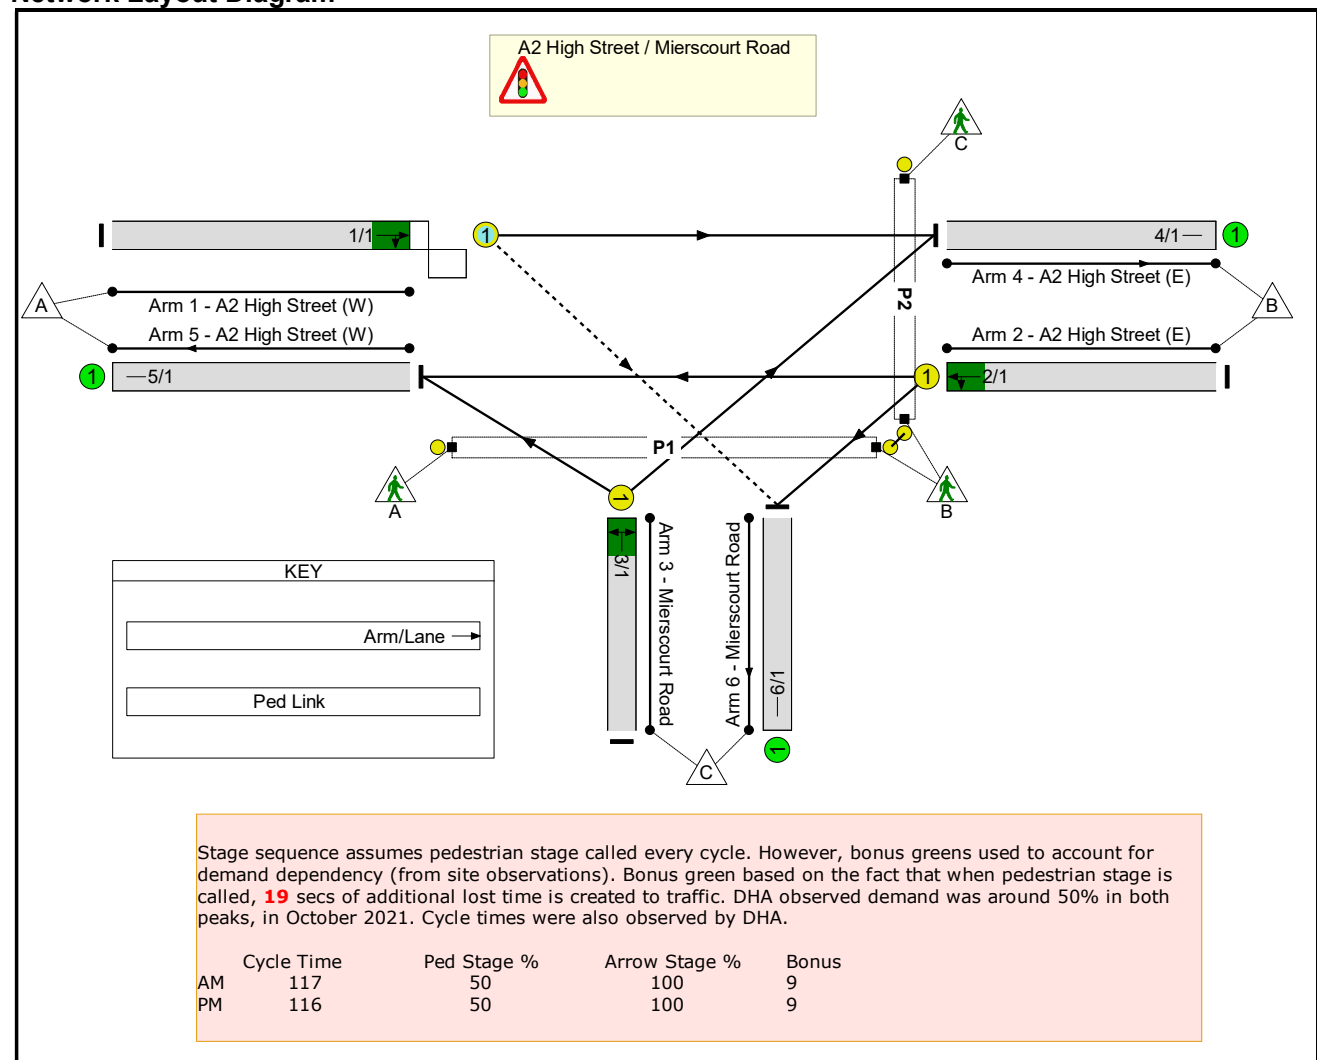 Network Layout Diagram
A2 High Street / Mierscourt Road
C
1/1
1
4/1
1
Arm 4 - A2 High Street (E)
A
Arm 1 - A2 High Street (W)
P2
B
Arm 5 - A2 High Street (W)
Arm 2 - A2 High Street (E)
1
5/1
1
2/1
P1
A
B
1
3/1
Arm 3 - Mierscourt Road
Arm 6 - Mierscourt Road
6/1
1
C
KEY
Arm/Lane
Ped Link
Stage sequence assumes pedestrian stage called every cycle. However, bonus greens used to account for
demand dependency (from site observations). Bonus green based on the fact that when pedestrian stage is
called, 19 secs of additional lost time is created to traffic. DHA observed demand was around 50% in both
peaks, in October 2021. Cycle times were also observed by DHA.
Cycle Time Ped Stage % Arrow Stage % Bonus
AM 117 50 100 9
PM 116 50 100 9